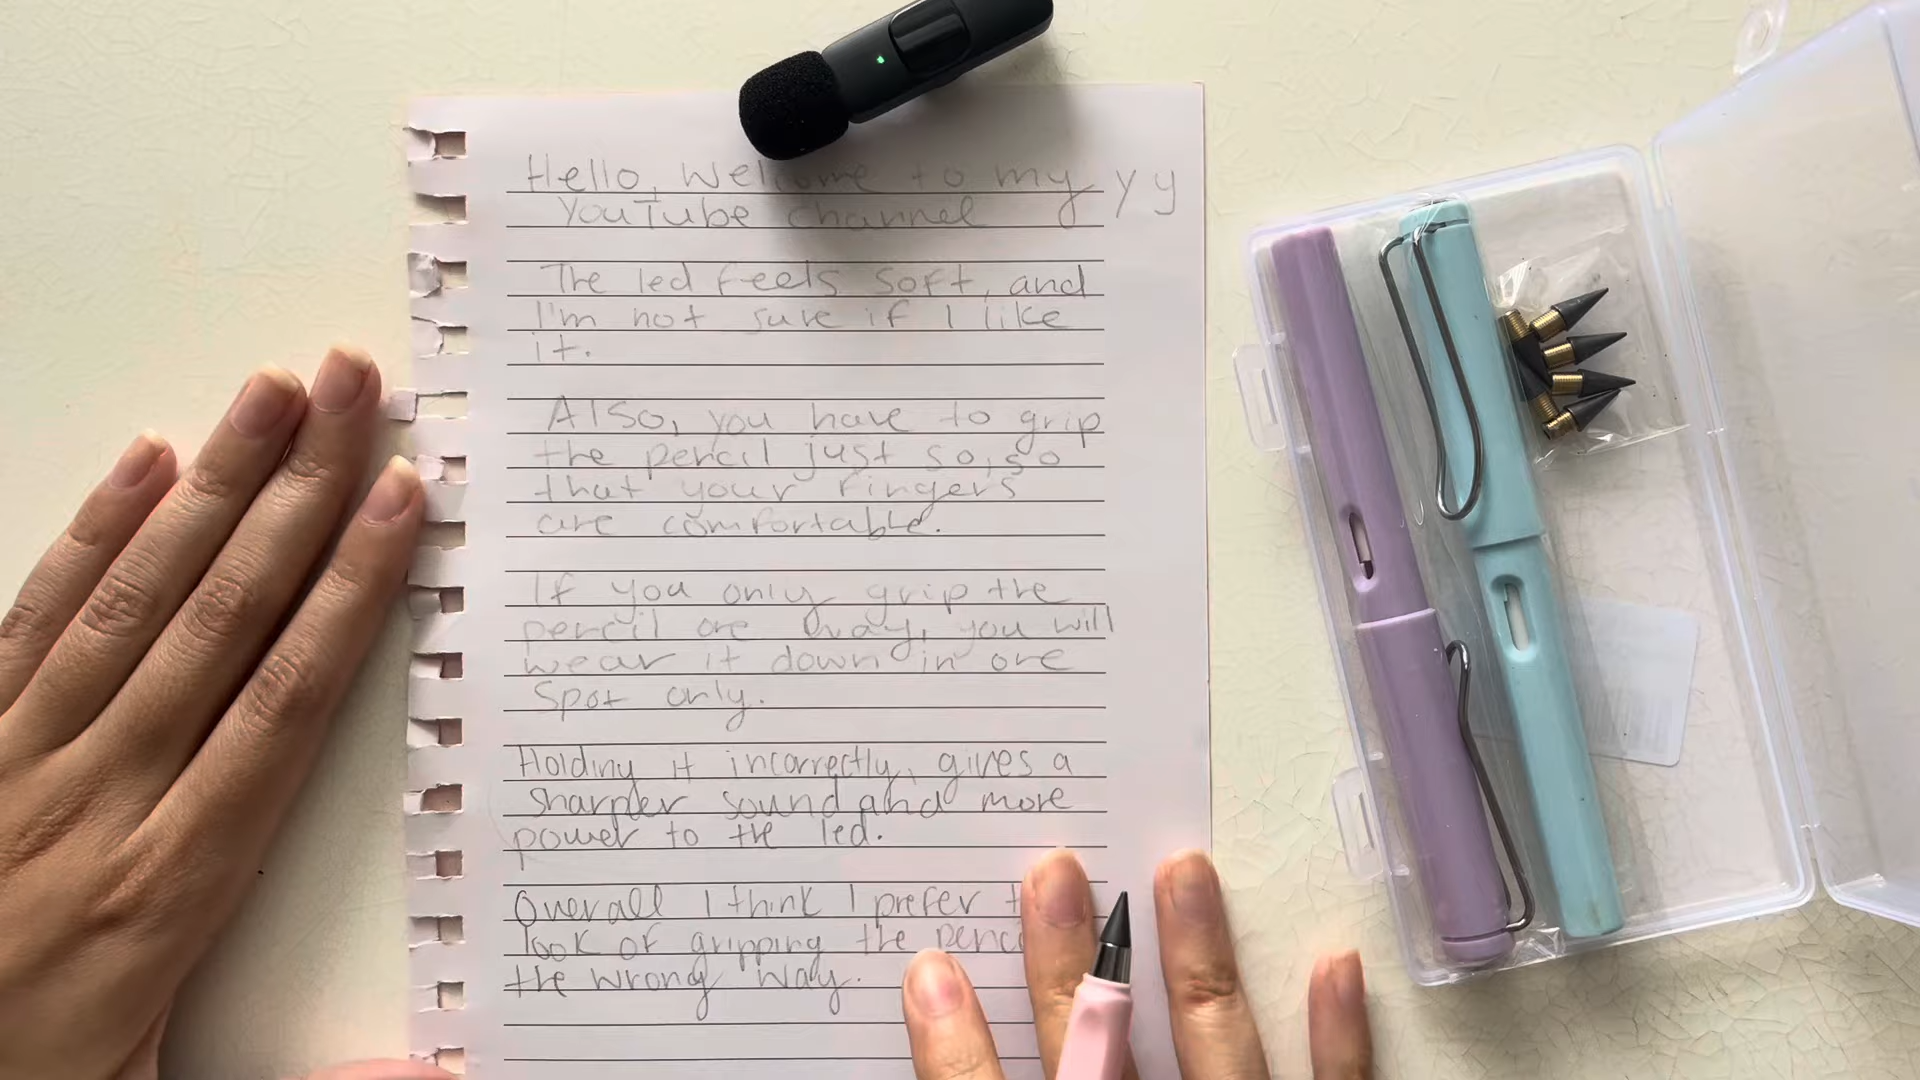 Hello, Welcome to my y y
YouTube channel
The led feels soft, and
I'm not sure if I like
it.
Also, you have to grip
the pencil just so, so
that your fingers
are comfortable.
If you only grip the
pencil one way, you will
wear it down in one
spot only.
Holding it incorrectly, gives a
sharper sound and more
power to the led.
Overall I think I prefer t
look of gripping the penc
the wrong way.